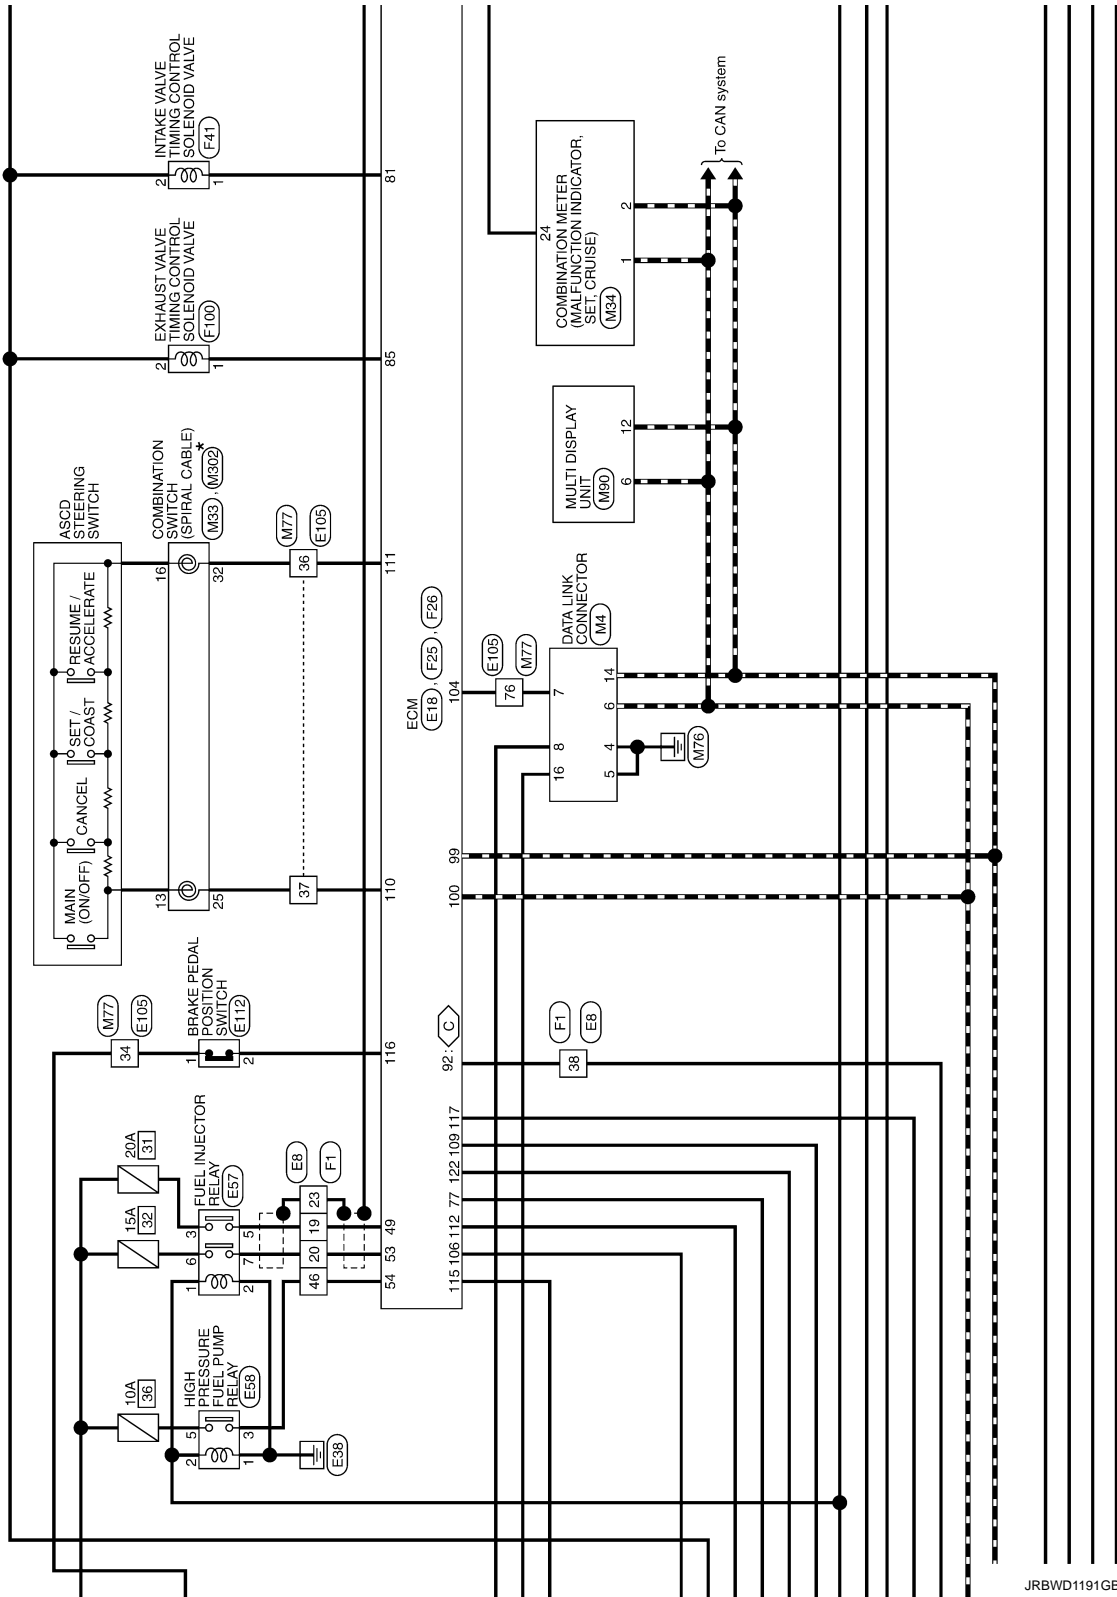 INTAKE VALVE
TIMING CONTROL
SOLENOID VALVE
F41
2
1
81
EXHAUST VALVE
TIMING CONTROL
SOLENOID VALVE
F100
2
1
85
ASCD
STEERING
SWITCH
MAIN
(ON/OFF)
CANCEL
SET /
COAST
RESUME /
ACCELERATE
COMBINATION
SWITCH
(SPIRAL CABLE)
M33 , M302 *
16
32
13
25
M77
E105
36
37
111
110
M77
E105
34
BRAKE PEDAL
POSITION
SWITCH
E112
1
2
116
20A
31
15A
32
FUEL INJECTOR
RELAY
E57
3
5
6
7
1
2
E8
F1
23
19
20
46
49
53
54
10A
36
HIGH
PRESSURE
FUEL PUMP
RELAY
E58
5
3
2
1
E38
To CAN system
24
COMBINATION METER
(MALFUNCTION INDICATOR,
SET, CRUISE)
M34
2
1
MULTI DISPLAY
UNIT
M90
12
6
ECM
E18 , F25 , F26
104
E105
M77
76
DATA LINK
CONNECTOR
M4
7
8
16
14
6
4
5
M76
99
100
92 : C
F1
E8
38
117
109
122
77
112
106
115
JRBWD1191GB